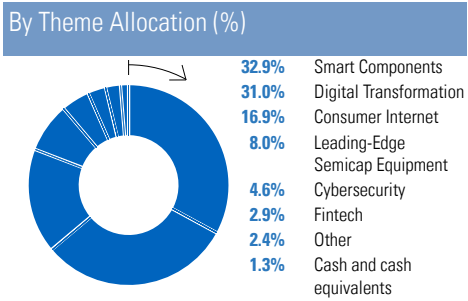 By Theme Allocation (%)
32.9% Smart Components
31.0% Digital Transformation
16.9% Consumer Internet
8.0% Leading-Edge
Semicap Equipment
4.6% Cybersecurity
2.9% Fintech
2.4% Other
1.3% Cash and cash
equivalents